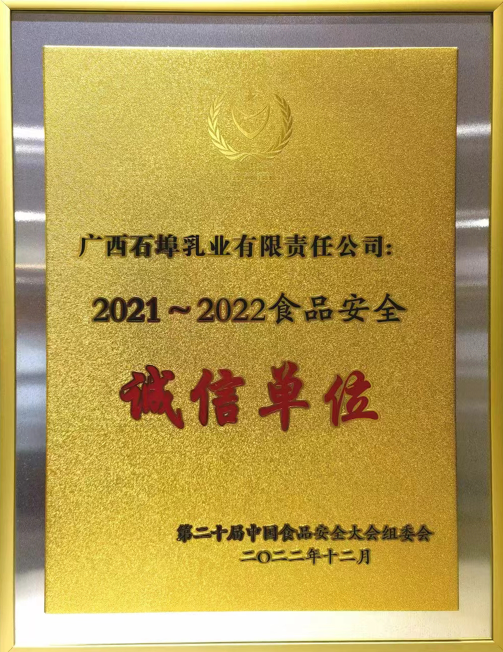 广西石埠乳业有限责任公司:
2021～2022食品安全
诚信单位
第二十届中国食品安全大会组委会
二〇二二年十二月